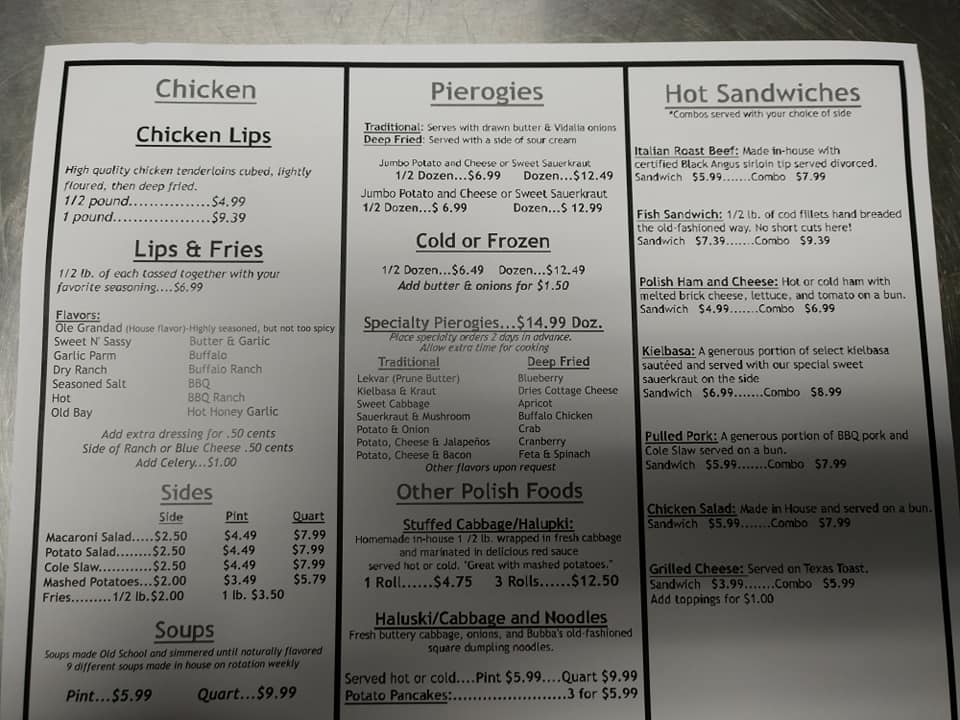 Chicken
Chicken Lips
High quality chicken tenderloins cubed, lightly
floured, then deep fried.
1/2 pound................$4.99
1 pound..................$9.39
Lips & Fries
1/2 lb. of each tossed together with your
favorite seasoning....$6.99
Flavors:
Ole Grandad (House flavor)-Highly seasoned, but not too spicy
Sweet N' Sassy Butter & Garlic
Garlic Parm Buffalo
Dry Ranch Buffalo Ranch
Seasoned Salt BBQ
Hot BBQ Ranch
Old Bay Hot Honey Garlic
Add extra dressing for .50 cents
Side of Ranch or Blue Cheese .50 cents
Add Celery...$1.00
Sides
Side Pint Quart
Macaroni Salad.....$2.50 $4.49 $7.99
Potato Salad........$2.50 $4.49 $7.99
Cole Slaw............$2.50 $4.49 $7.99
Mashed Potatoes...$2.00 $3.49 $5.79
Fries.........1/2 lb.$2.00 1 lb. $3.50
Soups
Soups made Old School and simmered until naturally flavored
9 different soups made in house on rotation weekly
Pint...$5.99 Quart...$9.99
Pierogies
Traditional: Serves with drawn butter & Vidalia onions
Deep Fried: Served with a side of sour cream
Jumbo Potato and Cheese or Sweet Sauerkraut
1/2 Dozen...$6.99 Dozen...$12.49
Jumbo Potato and Cheese or Sweet Sauerkraut
1/2 Dozen...$ 6.99 Dozen...$ 12.99
Cold or Frozen
1/2 Dozen...$6.49 Dozen...$12.49
Add butter & onions for $1.50
Specialty Pierogies...$14.99 Doz.
Place specialty orders 2 days in advance.
Allow extra time for cooking
Traditional Deep Fried
Lekvar (Prune Butter) Blueberry
Kielbasa & Kraut Dries Cottage Cheese
Sweet Cabbage Apricot
Sauerkraut & Mushroom Buffalo Chicken
Potato & Onion Crab
Potato, Cheese & Jalapeños Cranberry
Potato, Cheese & Bacon Feta & Spinach
Other flavors upon request
Other Polish Foods
Stuffed Cabbage/Halupki:
Homemade in-house 1 /2 lb. wrapped in fresh cabbage
and marinated in delicious red sauce
served hot or cold. "Great with mashed potatoes."
1 Roll......$4.75 3 Rolls......$12.50
Haluski/Cabbage and Noodles
Fresh buttery cabbage, onions, and Bubba's old-fashioned
square dumpling noodles.
Served hot or cold....Pint $5.99....Quart $9.99
Potato Pancakes:.......................3 for $5.99
Hot Sandwiches
*Combos served with your choice of side
Italian Roast Beef: Made in-house with
certified Black Angus sirloin tip served divorced.
Sandwich $5.99.......Combo $7.99
Fish Sandwich: 1/2 lb. of cod fillets hand breaded
the old-fashioned way. No short cuts here!
Sandwich $7.39.......Combo $9.39
Polish Ham and Cheese: Hot or cold ham with
melted brick cheese, lettuce, and tomato on a bun.
Sandwich $4.99.......Combo $6.99
Kielbasa: A generous portion of select kielbasa
sautéed and served with our special sweet
sauerkraut on the side
Sandwich $6.99.......Combo $8.99
Pulled Pork: A generous portion of BBQ pork and
Cole Slaw served on a bun.
Sandwich $5.99.......Combo $7.99
Chicken Salad: Made in House and served on a bun.
Sandwich $5.99.......Combo $7.99
Grilled Cheese: Served on Texas Toast.
Sandwich $3.99.......Combo $5.99
Add toppings for $1.00